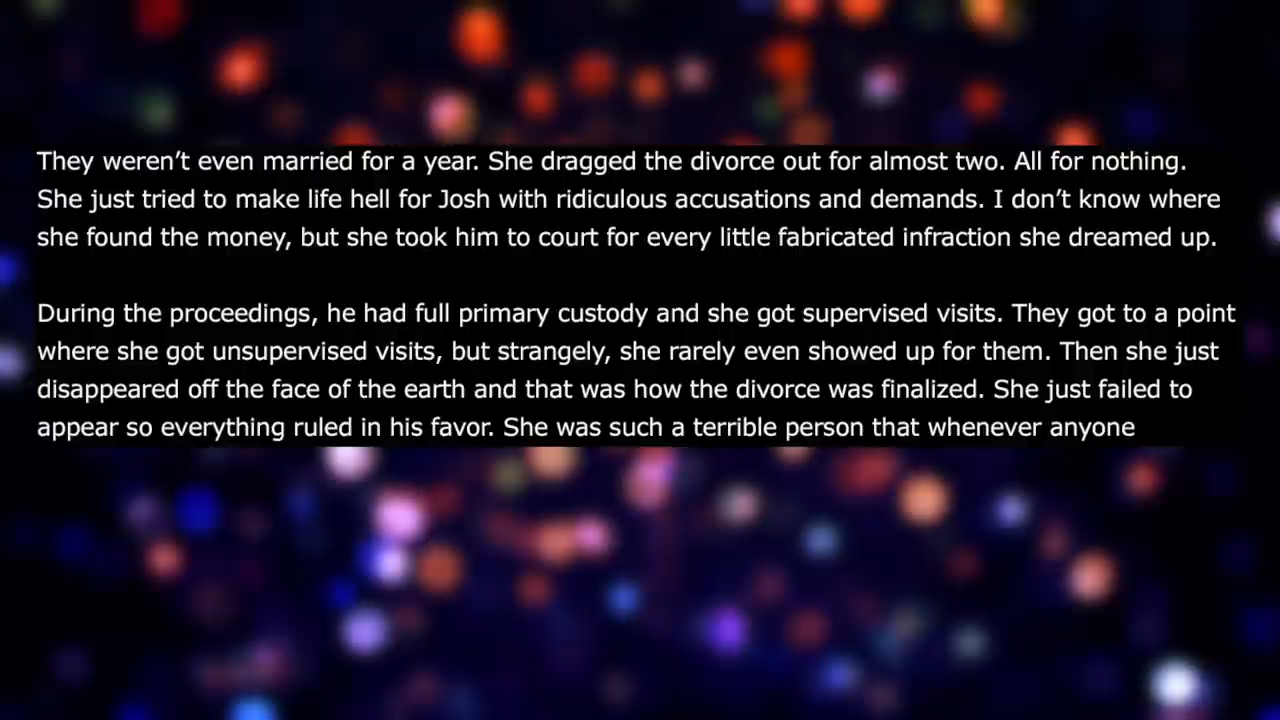 They weren’t even married for a year. She dragged the divorce out for almost two. All for nothing.
She just tried to make life hell for Josh with ridiculous accusations and demands. I don’t know where
she found the money, but she took him to court for every little fabricated infraction she dreamed up.
During the proceedings, he had full primary custody and she got supervised visits. They got to a point
where she got unsupervised visits, but strangely, she rarely even showed up for them. Then she just
disappeared off the face of the earth and that was how the divorce was finalized. She just failed to
appear so everything ruled in his favor. She was such a terrible person that whenever anyone